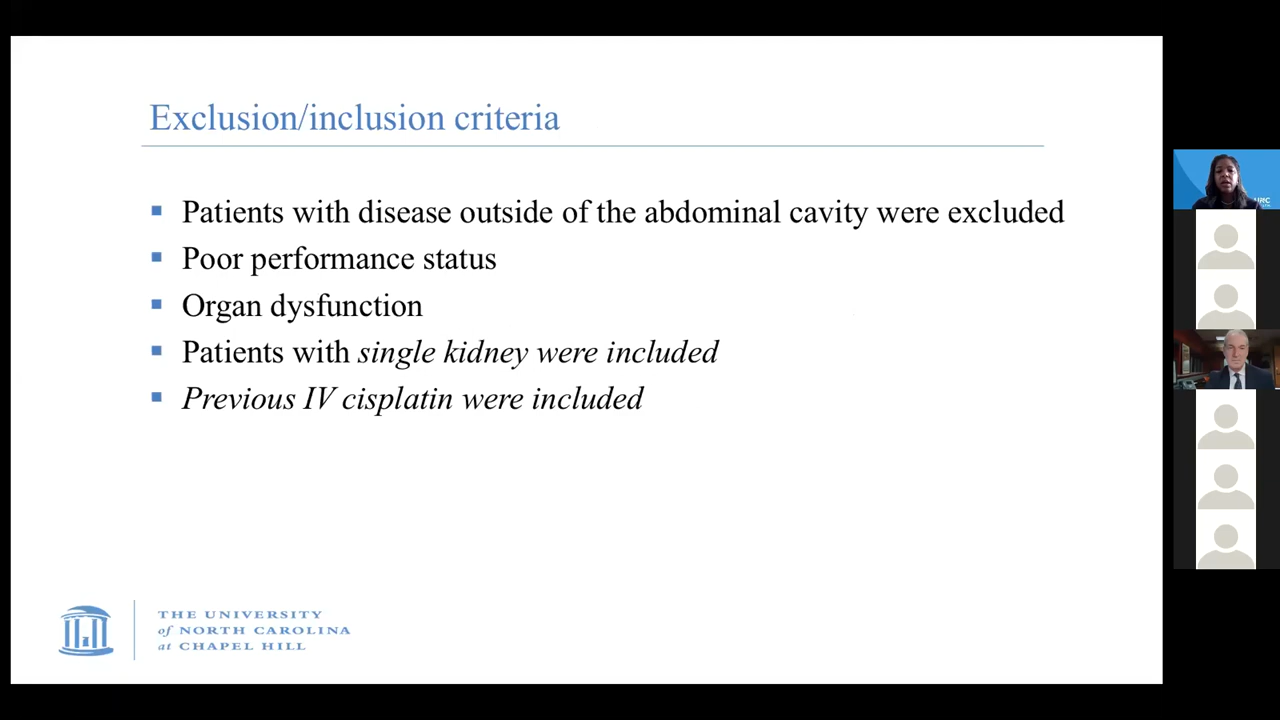 Exclusion/inclusion criteria
Patients with disease outside of the abdominal cavity were excluded
Poor performance status
Organ dysfunction
Patients with single kidney were included
Previous IV cisplatin were included
THE UNIVERSITY
of NORTH CAROLINA
at CHAPEL HILL